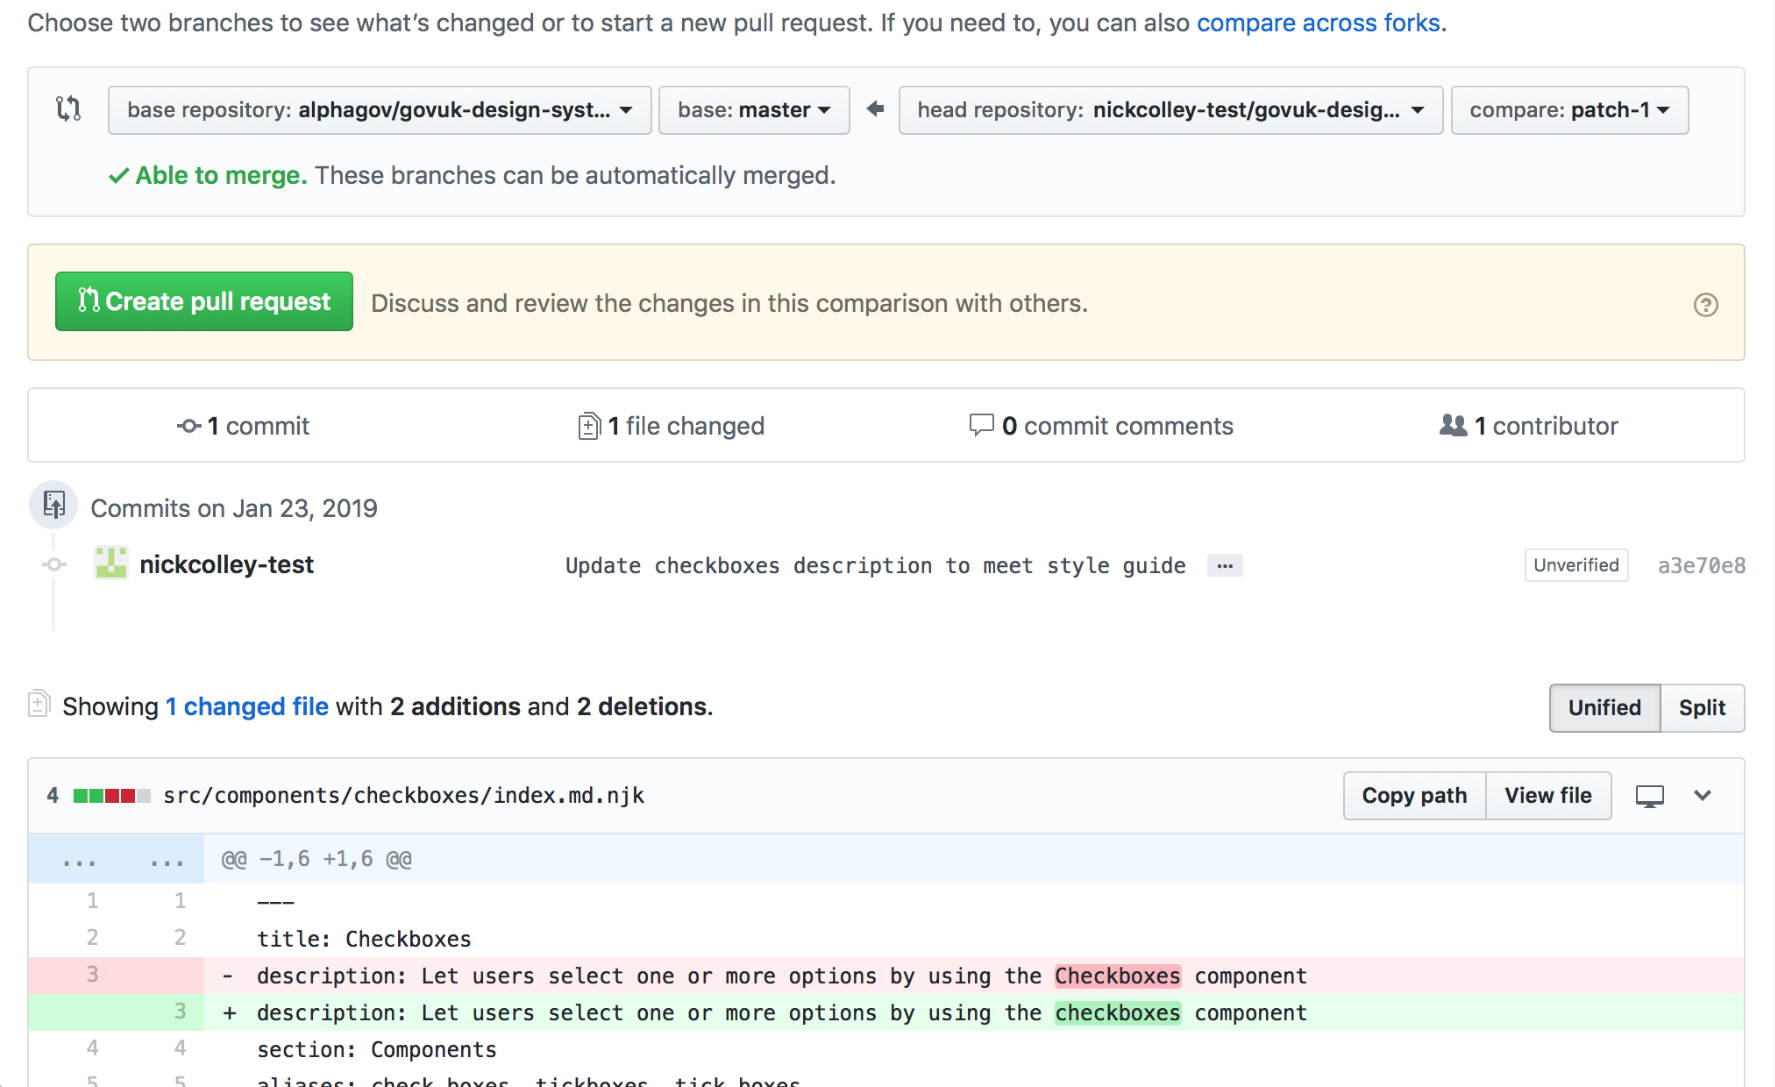 Choose two branches to see what’s changed or to start a new pull request. If you need to, you can also compare across forks.
base repository: alphagov/govuk-design-syst... base: master head repository: nickcolley-test/govuk-desig... compare: patch-1
Able to merge. These branches can be automatically merged.
Create pull request Discuss and review the changes in this comparison with others.
1 commit 1 file changed 0 commit comments 1 contributor
Commits on Jan 23, 2019
nickcolley-test Update checkboxes description to meet style guide … Unverified a3e70e8
Showing 1 changed file with 2 additions and 2 deletions. Unified Split
4 src/components/checkboxes/index.md.njk Copy path View file
... ... @@ -1,6 +1,6 @@
1 1 ---
2 2 title: Checkboxes
3 - description: Let users select one or more options by using the Checkboxes component
3 + description: Let users select one or more options by using the checkboxes component
4 4 section: Components
5 5 aliases: check boxes, tickboxes, tick boxes